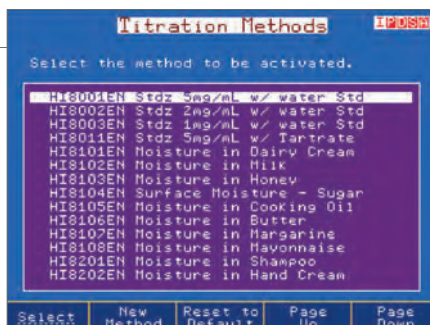 Titration Methods
Select the method to be activated.
HI8001EN Stdz 5mg/mL w/ water Std
HI8002EN Stdz 2mg/mL w/ water Std
HI8003EN Stdz 1mg/mL w/ water Std
HI8011EN Stdz 5mg/mL w/ Tartrate
HI8101EN Moisture in Dairy Cream
HI8102EN Moisture in Milk
HI8103EN Moisture in Honey
HI8104EN Surface Moisture - Sugar
HI8105EN Moisture in Cooking Oil
HI8106EN Moisture in Butter
HI8107EN Moisture in Margarine
HI8108EN Moisture in Mayonnaise
HI8201EN Moisture in Shampoo
HI8202EN Moisture in Hand Cream
Select New Reset to Page Page
Method Default Up Down